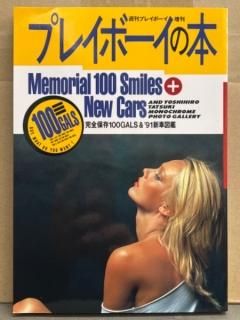 週刊プレイボーイ増刊
プレイボーイの本
Memorial 100 Smiles +
New Cars
AND YOSHIHIRO
TATSUKI
MONOCHROME
PHOTO GALLERY
100
GALS
完全保存100GALS & '91新車図鑑